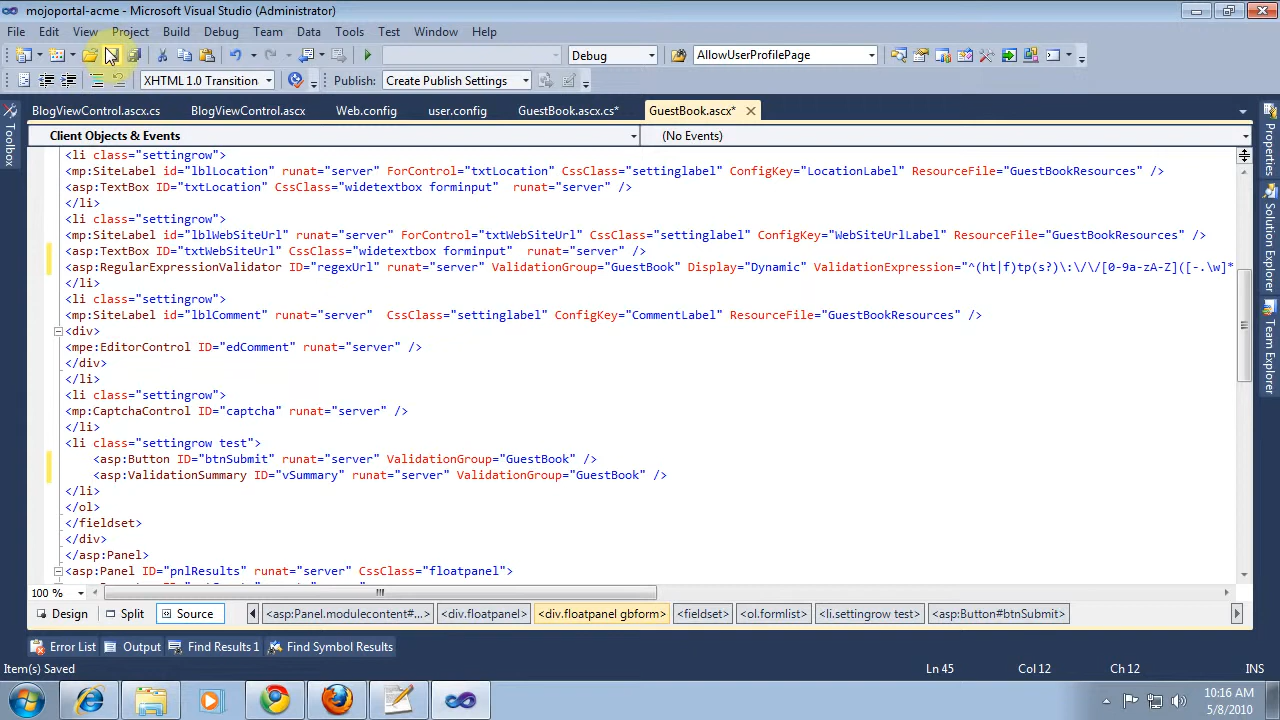 mojoportal-acme - Microsoft Visual Studio (Administrator)
File Edit View Project Build Debug Team Data Tools Test Window Help
Debug AllowUserProfilePage
XHTML 1.0 Transition Publish: Create Publish Settings
BlogViewControl.ascx.cs BlogViewControl.ascx Web.config user.config GuestBook.ascx.cs* GuestBook.ascx*
Client Objects & Events (No Events)
<li class="settingrow">
<mp:SiteLabel id="lblLocation" runat="server" ForControl="txtLocation" CssClass="settinglabel" ConfigKey="LocationLabel" ResourceFile="GuestBookResources" />
<asp:TextBox ID="txtLocation" CssClass="widetextbox forminput"  runat="server" />
</li>
<li class="settingrow">
<mp:SiteLabel id="lblWebSiteUrl" runat="server" ForControl="txtWebSiteUrl" CssClass="settinglabel" ConfigKey="WebSiteUrlLabel" ResourceFile="GuestBookResources" />
<asp:TextBox ID="txtWebSiteUrl" CssClass="widetextbox forminput"  runat="server" />
<asp:RegularExpressionValidator ID="regexUrl" runat="server" ValidationGroup="GuestBook" Display="Dynamic" ValidationExpression="^(ht|f)tp(s?)\:\/\/[0-9a-zA-Z]([-.\w]*
</li>
<li class="settingrow">
<mp:SiteLabel id="lblComment" runat="server"  CssClass="settinglabel" ConfigKey="CommentLabel" ResourceFile="GuestBookResources" />
<div>
<mpe:EditorControl ID="edComment" runat="server" />
</div>
</li>
<li class="settingrow">
<mp:CaptchaControl ID="captcha" runat="server" />
</li>
<li class="settingrow test">
<asp:Button ID="btnSubmit" runat="server" ValidationGroup="GuestBook" />
<asp:ValidationSummary ID="vSummary" runat="server" ValidationGroup="GuestBook" />
</li>
</ol>
</fieldset>
</div>
</asp:Panel>
<asp:Panel ID="pnlResults" runat="server" CssClass="floatpanel">
100 %
Design Split Source <asp:Panel.modulecontent#...> <div.floatpanel> <div.floatpanel gbform> <fieldset> <ol.formlist> <li.settingrow test> <asp:Button#btnSubmit>
Error List Output Find Results 1 Find Symbol Results
Item(s) Saved Ln 45 Col 12 Ch 12 INS
10:16 AM
5/8/2010
Toolbox
Properties
Solution Explorer
Team Explorer